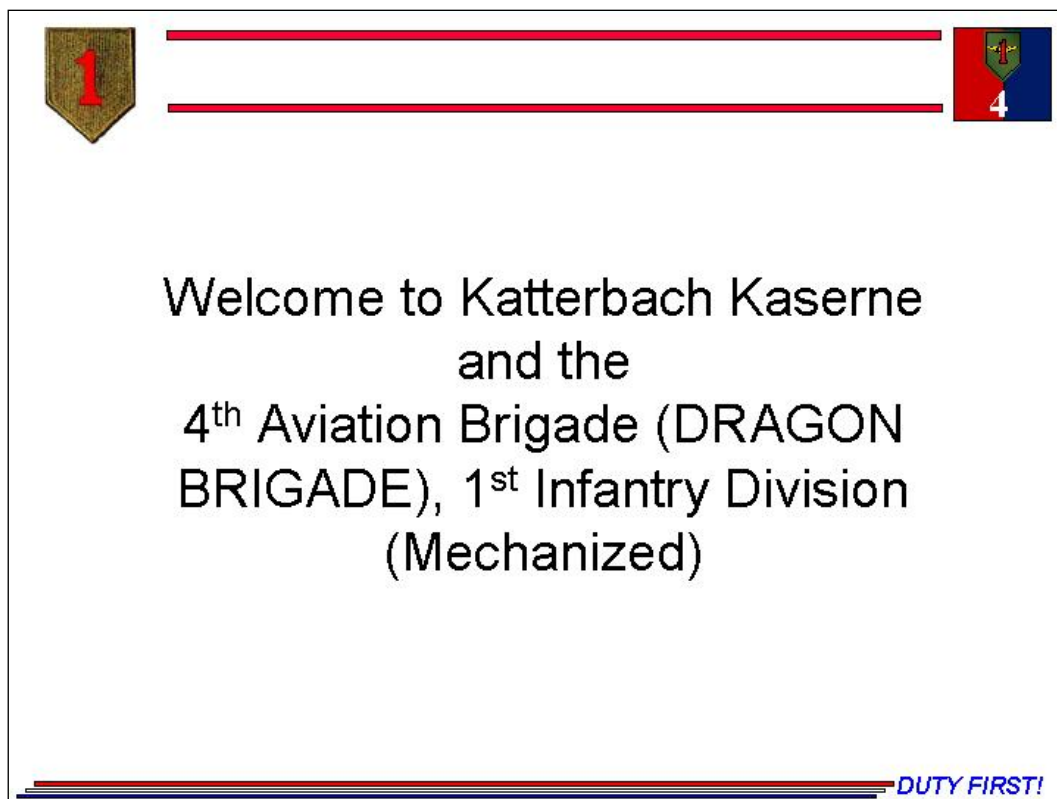 1
1
4
Welcome to Katterbach Kaserne
and the
4th Aviation Brigade (DRAGON
BRIGADE), 1st Infantry Division
(Mechanized)
DUTY FIRST!